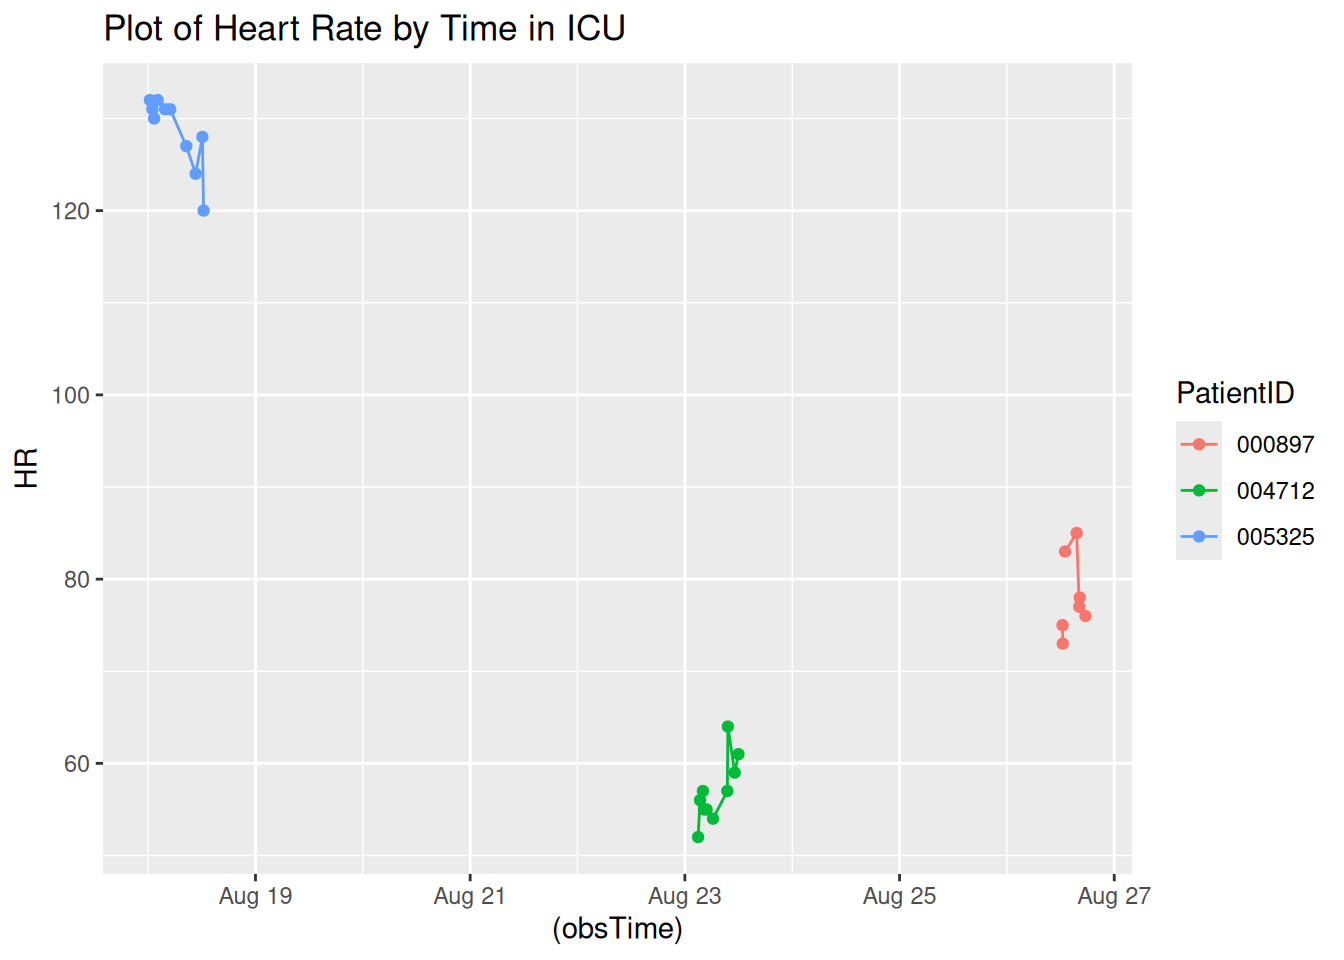 Plot of Heart Rate by Time in ICU
120
100
80
60
HR
Aug 19
Aug 21
Aug 23
Aug 25
Aug 27
(obsTime)
PatientID
000897
004712
005325